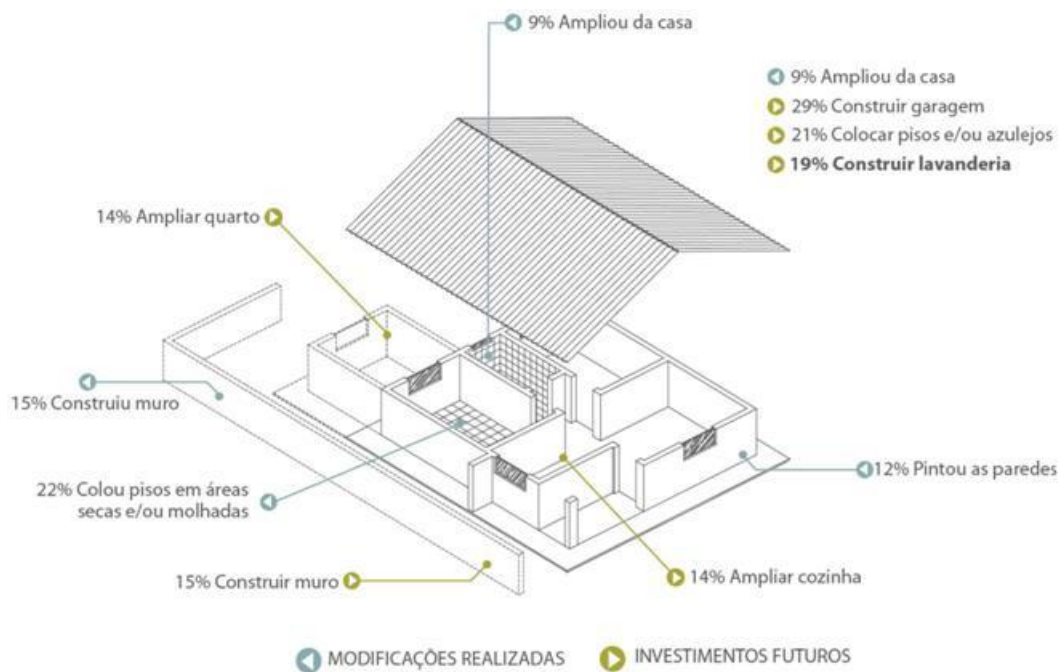 9% Ampliou da casa
9% Ampliou da casa
29% Construir garagem
21% Colocar pisos e/ou azulejos
19% Construir lavanderia
14% Ampliar quarto
15% Construiu muro
12% Pintou as paredes
22% Colou pisos em áreas
secas e/ou molhadas
15% Construir muro
14% Ampliar cozinha
MODIFICAÇÕES REALIZADAS
INVESTIMENTOS FUTUROS